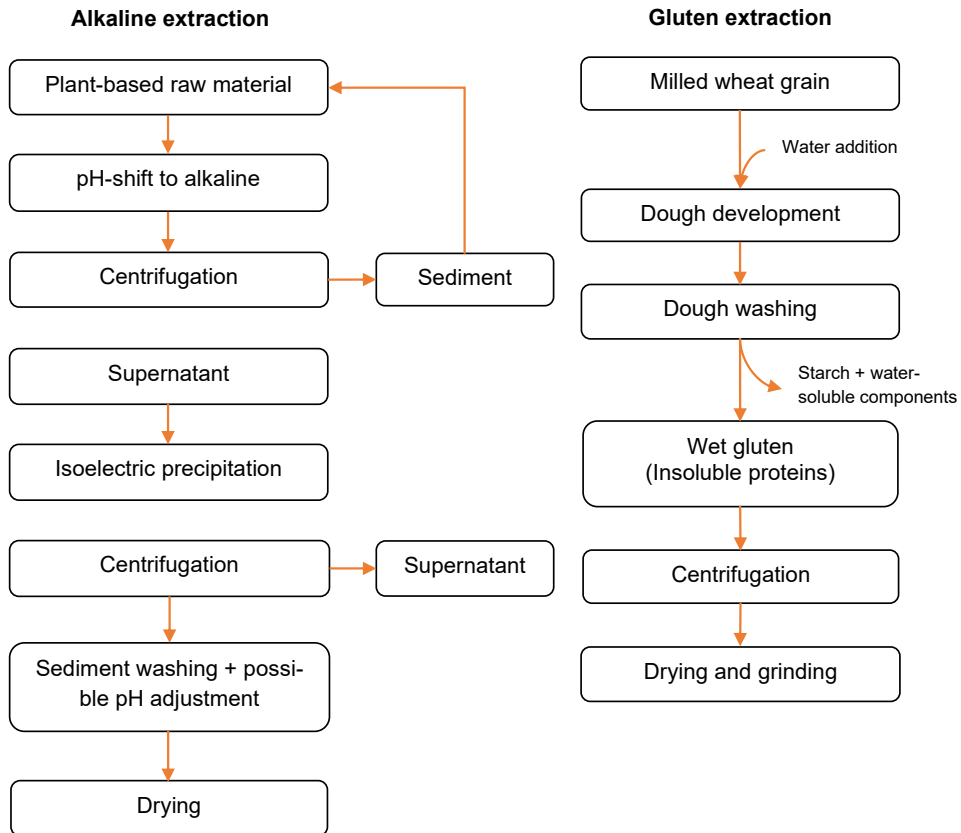 Alkaline extraction
Plant-based raw material
pH-shift to alkaline
Centrifugation
Sediment
Supernatant
Isoelectric precipitation
Centrifugation
Supernatant
Sediment washing + possi-
ble pH adjustment
Drying
Gluten extraction
Milled wheat grain
Water addition
Dough development
Dough washing
Starch + water-
soluble components
Wet gluten
(Insoluble proteins)
Centrifugation
Drying and grinding